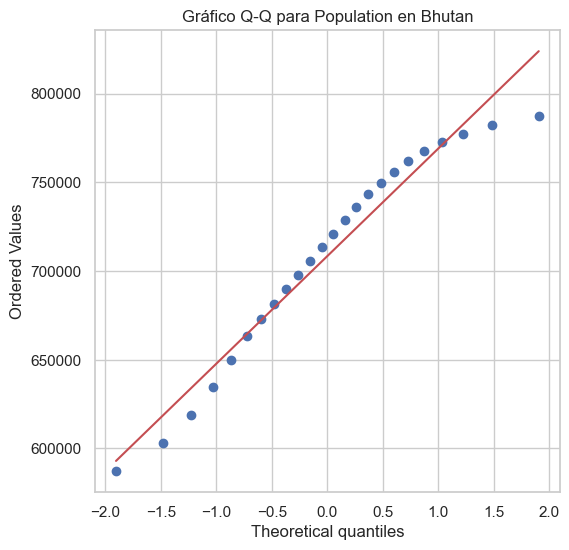 Gráfico Q-Q para Population en Bhutan
Ordered Values
800000
750000
700000
650000
600000
−2.0 −1.5 −1.0 −0.5 0.0 0.5 1.0 1.5 2.0
Theoretical quantiles